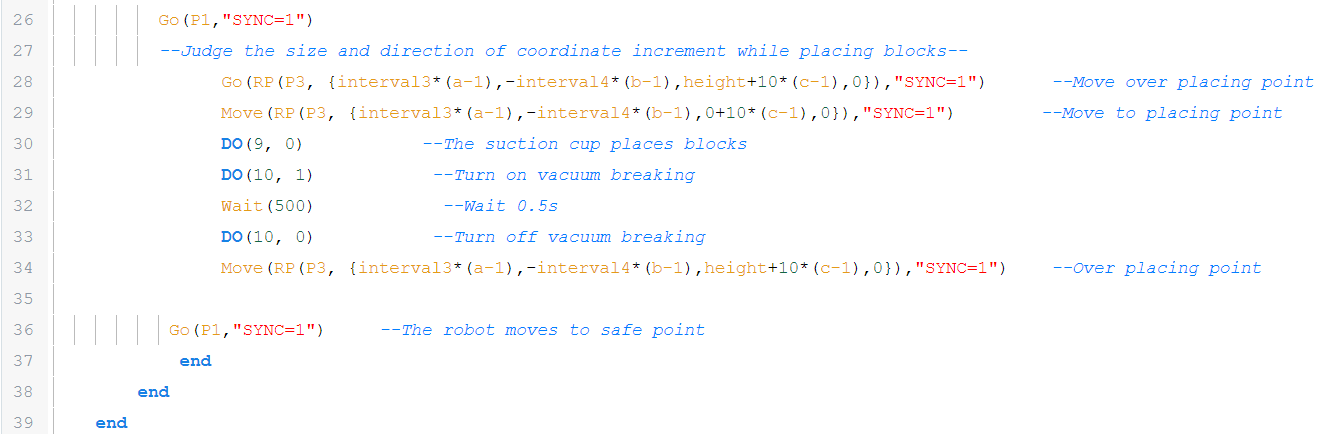 26 Go(P1,"SYNC=1")
27 --Judge the size and direction of coordinate increment while placing blocks--
28 Go(RP(P3, {interval3*(a-1),-interval4*(b-1),height+10*(c-1),0}),"SYNC=1") --Move over placing point
29 Move(RP(P3, {interval3*(a-1),-interval4*(b-1),0+10*(c-1),0}),"SYNC=1") --Move to placing point
30 DO(9, 0) --The suction cup places blocks
31 DO(10, 1) --Turn on vacuum breaking
32 Wait(500) --Wait 0.5s
33 DO(10, 0) --Turn off vacuum breaking
34 Move(RP(P3, {interval3*(a-1),-interval4*(b-1),height+10*(c-1),0}),"SYNC=1") --Over placing point
35
36 Go(P1,"SYNC=1") --The robot moves to safe point
37 end
38 end
39 end